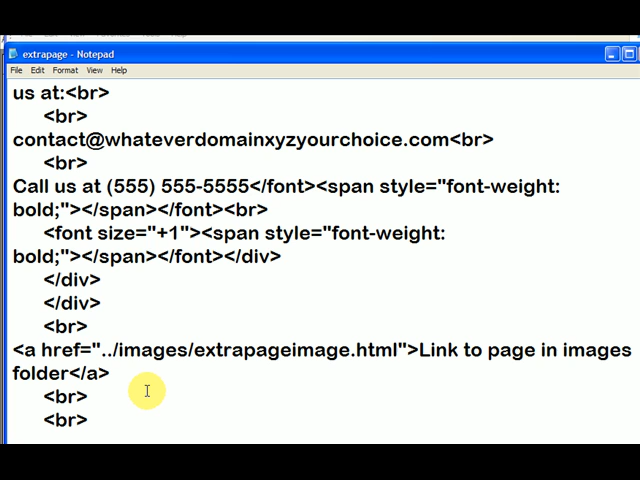 extrapage - Notepad
File Edit Format View Help
us at:<br>
<br>
contact@whateverdomainxyzyourchoice.com<br>
<br>
Call us at (555) 555-5555</font><span style="font-weight:
bold;"></span></font><br>
<font size="+1"><span style="font-weight:
bold;"></span></font></div>
</div>
</div>
<br>
<a href="../images/extrapageimage.html">Link to page in images
folder</a>
<br>
<br>